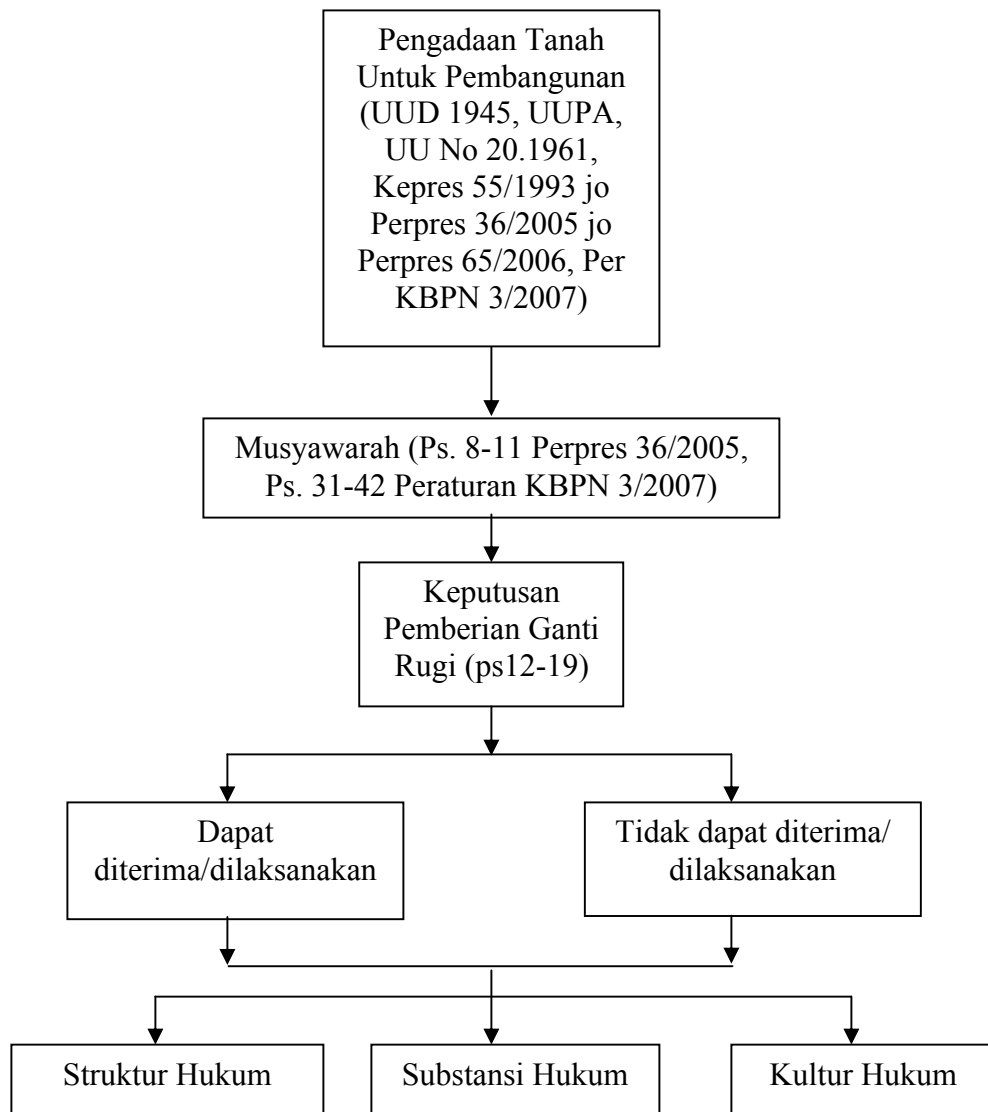 Pengadaan Tanah
Untuk Pembangunan
(UUD 1945, UUPA,
UU No 20.1961,
Kepres 55/1993 jo
Perpres 36/2005 jo
Perpres 65/2006, Per
KBPN 3/2007)
Musyawarah (Ps. 8-11 Perpres 36/2005,
Ps. 31-42 Peraturan KBPN 3/2007)
Keputusan
Pemberian Ganti
Rugi (ps12-19)
Dapat
diterima/dilaksanakan
Tidak dapat diterima/
dilaksanakan
Struktur Hukum
Substansi Hukum
Kultur Hukum